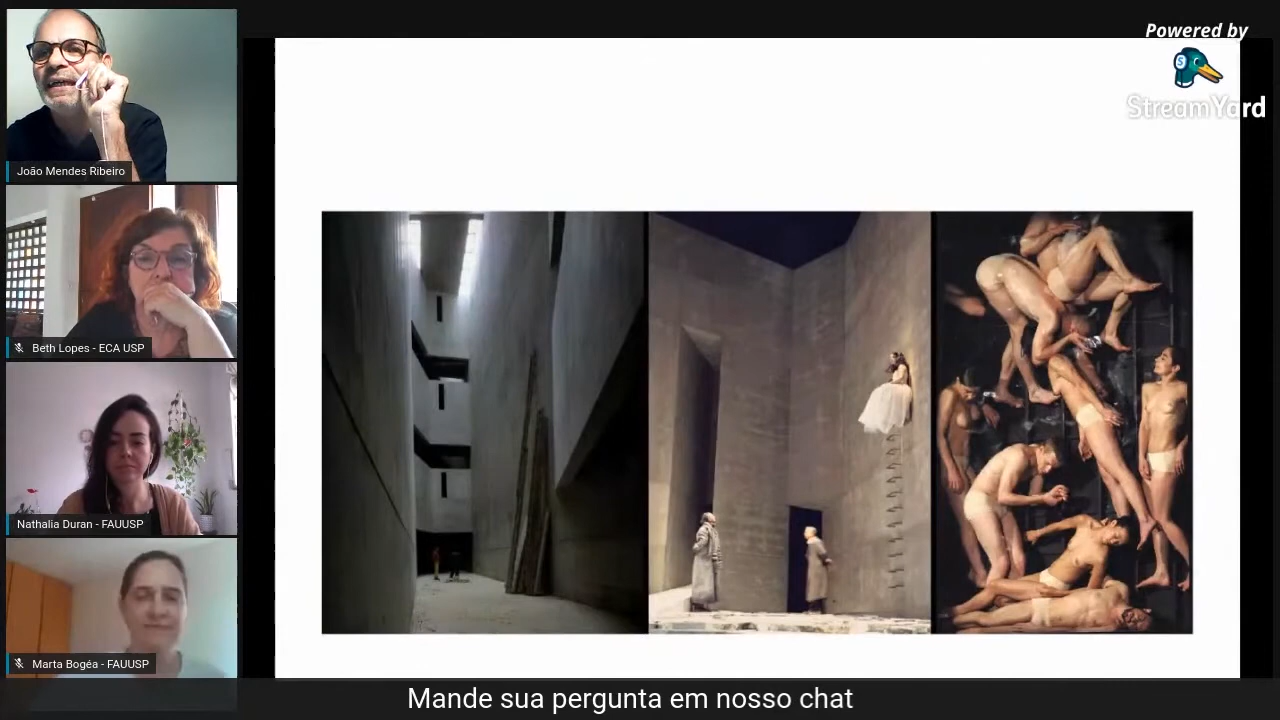 Powered by
StreamYard
João Mendes Ribeiro
Beth Lopes - ECA USP
Nathalia Duran - FAUUSP
Marta Bogéa - FAUUSP
Mande sua pergunta em nosso chat